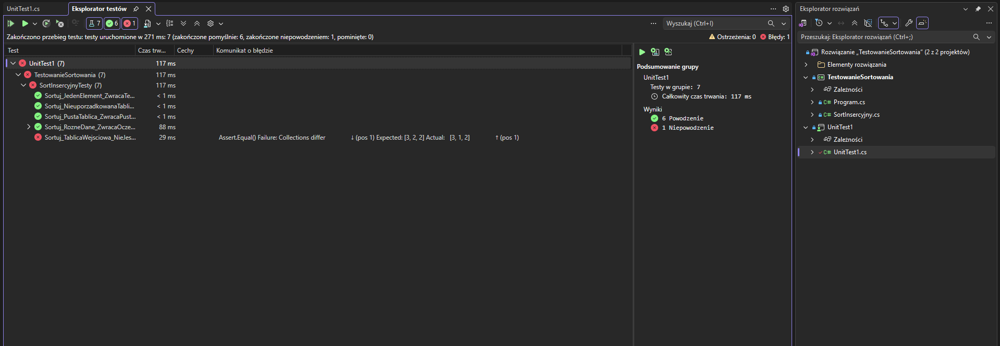 UnitTest1.cs
Eksplorator testów
7
6
1
Wyszukaj (Ctrl+I)
Zakończono przebieg testu: testy uruchomione w 271 ms: 7 (zakończone pomyślnie: 6, zakończone niepowodzeniem: 1, pominięte: 0)
Ostrzeżenia: 0
Błędy: 1
Test
Czas trw...
Cechy
Komunikat o błędzie
UnitTest1 (7)
117 ms
TestowanieSortowania (7)
117 ms
SortInsercyjnyTesty (7)
117 ms
Sortuj_JedenElement_ZwracaTe...
< 1 ms
Sortuj_NieuporzadkowanaTabli...
< 1 ms
Sortuj_PustaTablica_ZwracaPust...
< 1 ms
Sortuj_RozneDane_ZwracaOcze...
88 ms
Sortuj_TablicaWejsciowa_NieJes...
29 ms
Assert.Equal() Failure: Collections differ ↓ (pos 1) Expected: [3, 2, 2] Actual: [3, 1, 2] ↑ (pos 1)
Podsumowanie grupy
UnitTest1
Testy w grupie: 7
Całkowity czas trwania: 117 ms
Wyniki
6 Powodzenie
1 Niepowodzenie
Eksplorator rozwiązań
Przeszukaj: Eksplorator rozwiązań (Ctrl+;)
Rozwiązanie „TestowanieSortowania” (2 z 2 projektów)
Elementy rozwiązania
C# TestowanieSortowania
Zależności
C# Program.cs
C# SortInsercyjny.cs
UnitTest1
Zależności
C# UnitTest1.cs